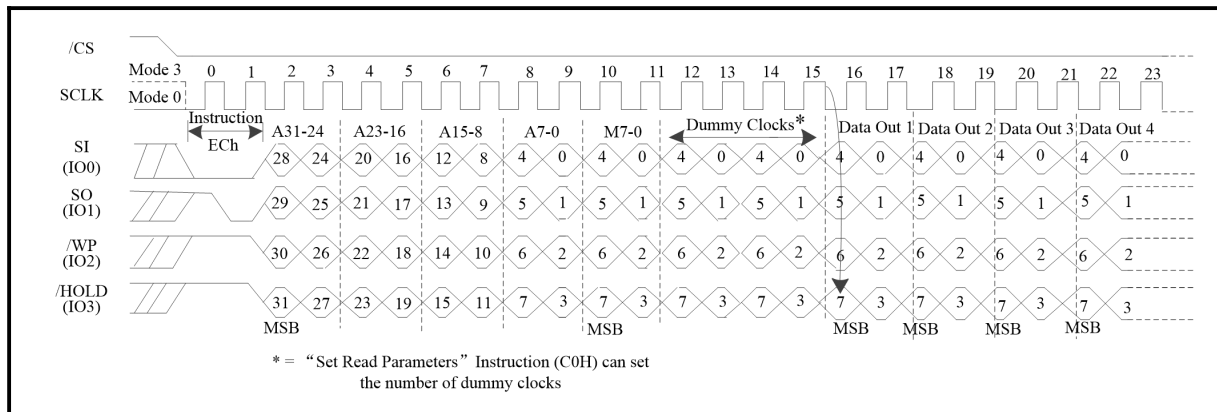 /CS
Mode 3 0 1 2 3 4 5 6 7 8 9 10 11 12 13 14 15 16 17 18 19 20 21 22 23
SCLK Mode 0
Instruction A31-24 A23-16 A15-8 A7-0 M7-0 Dummy Clocks* Data Out 1 Data Out 2 Data Out 3 Data Out 4
ECh
SI
(IO0) 28 24 20 16 12 8 4 0 4 0 4 0 4 0 4 0 4 0 4 0 4 0
SO
(IO1) 29 25 21 17 13 9 5 1 5 1 5 1 5 1 5 1 5 1 5 1 5 1
/WP
(IO2) 30 26 22 18 14 10 6 2 6 2 6 2 6 2 6 2 6 2 6 2 6 2
/HOLD
(IO3) 31 27 23 19 15 11 7 3 7 3 7 3 7 3 7 3 7 3 7 3 7 3
MSB MSB MSB MSB MSB MSB
* = “Set Read Parameters” Instruction (C0H) can set
the number of dummy clocks